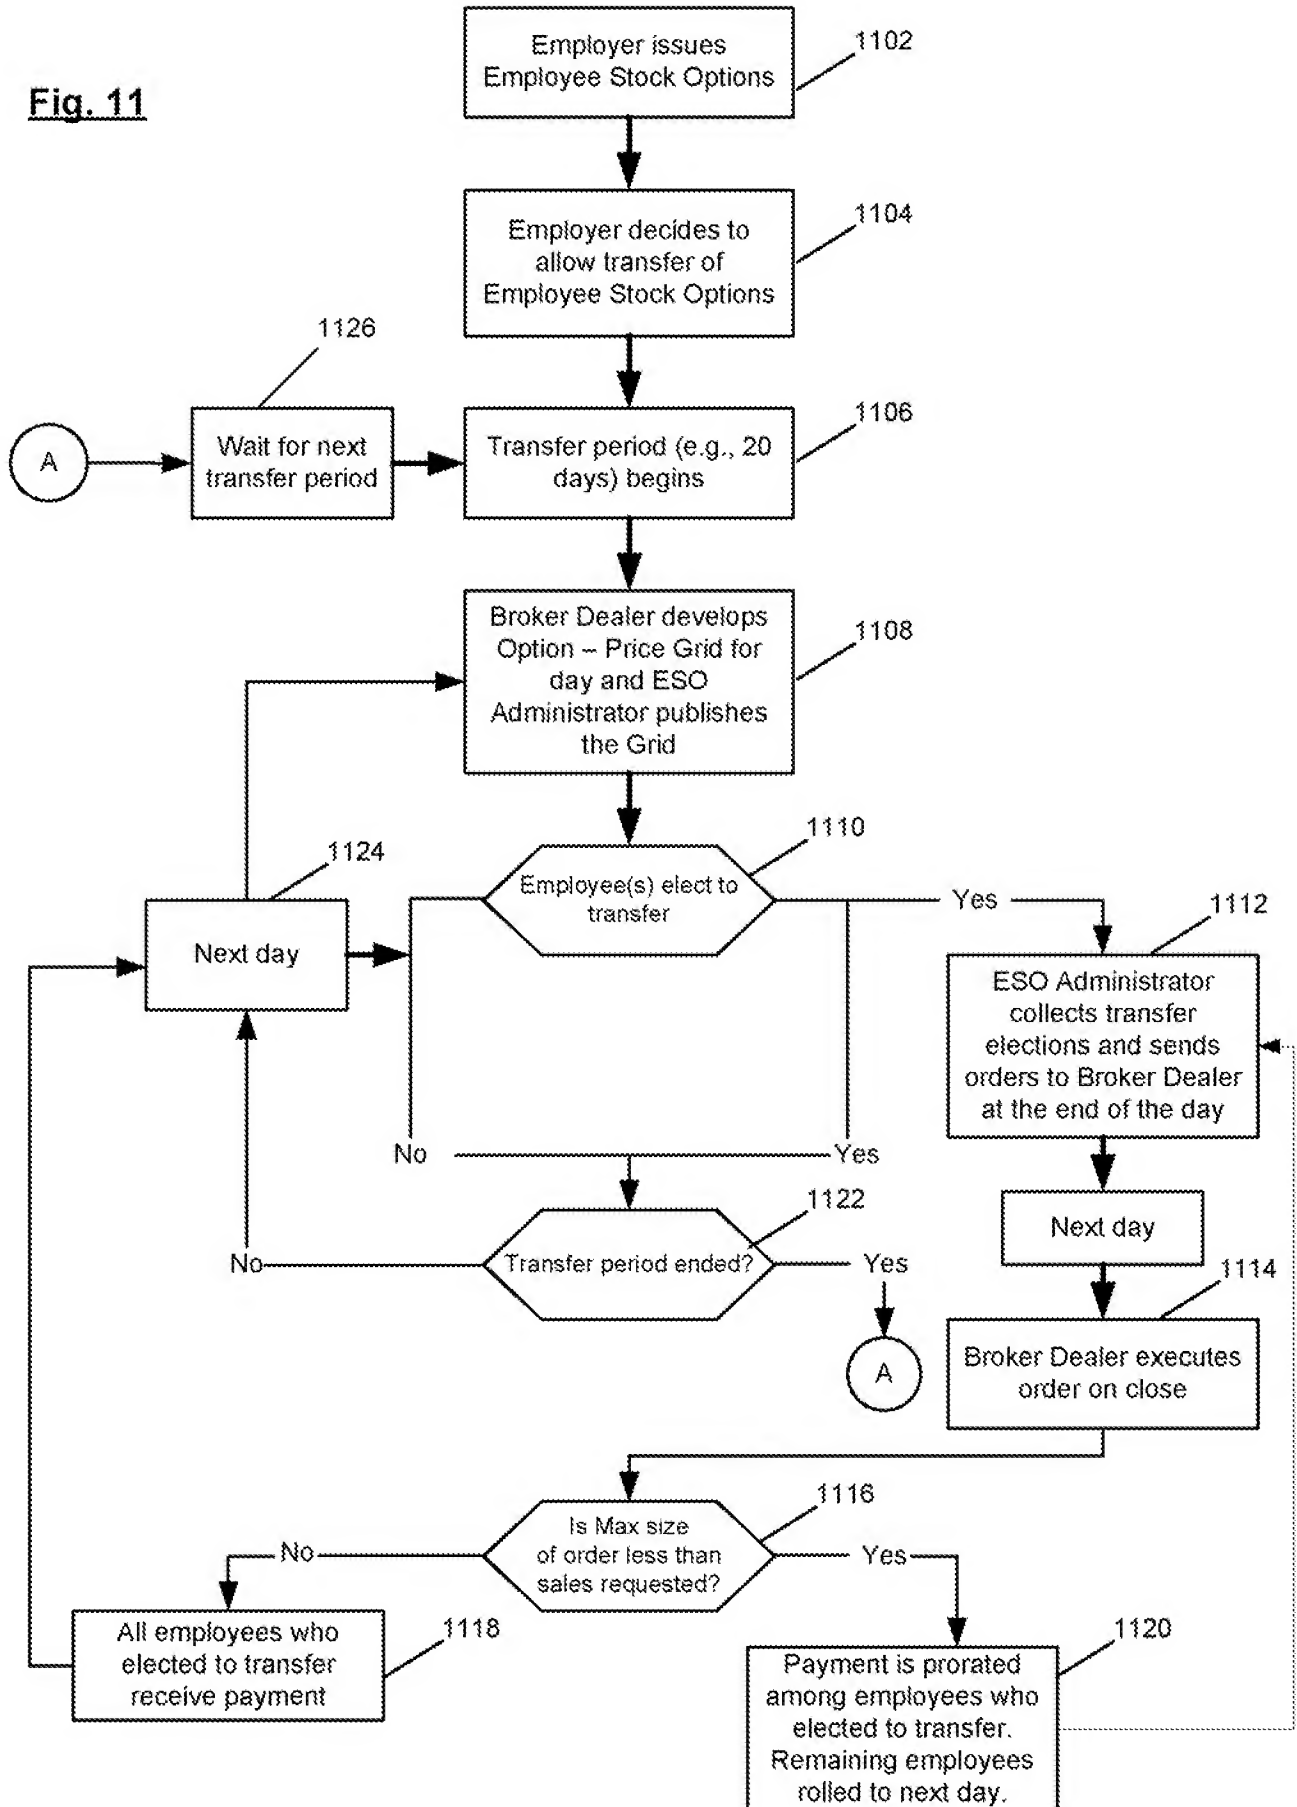 Fig. 11
Employer issues
Employee Stock Options
1102
Employer decides to
allow transfer of
Employee Stock Options
1104
1126
A
Wait for next
transfer period
Transfer period (e.g., 20
days) begins
1106
Broker Dealer develops
Option – Price Grid for
day and ESO
Administrator publishes
the Grid
1108
1110
Employee(s) elect to
transfer
1124
Next day
Yes
1112
ESO Administrator
collects transfer
elections and sends
orders to Broker Dealer
at the end of the day
No
Yes
1122
Transfer period ended?
No
Yes
A
Next day
1114
Broker Dealer executes
order on close
1116
Is Max size
of order less than
sales requested?
No
Yes
All employees who
elected to transfer
receive payment
1118
1120
Payment is prorated
among employees who
elected to transfer.
Remaining employees
rolled to next day.